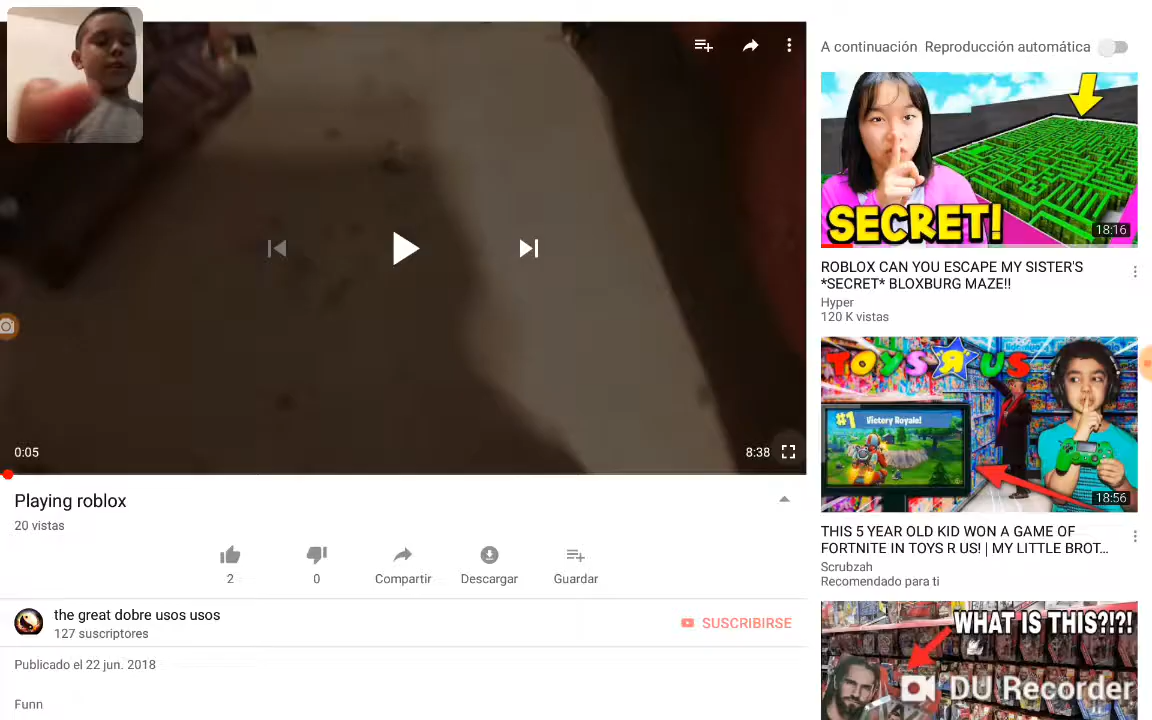 A continuación Reproducción automática
SECRET!
18:16
ROBLOX CAN YOU ESCAPE MY SISTER'S
*SECRET* BLOXBURG MAZE!!
Hyper
120 K vistas
TOYS R US
#1 Victory Royale!
18:56
THIS 5 YEAR OLD KID WON A GAME OF
FORTNITE IN TOYS R US! | MY LITTLE BROT...
Scrubzah
Recomendado para ti
WHAT IS THIS?!?!
DU Recorder
0:05
8:38
Playing roblox
20 vistas
2
0
Compartir
Descargar
Guardar
the great dobre usos usos
127 suscriptores
SUSCRIBIRSE
Publicado el 22 jun. 2018
Funn